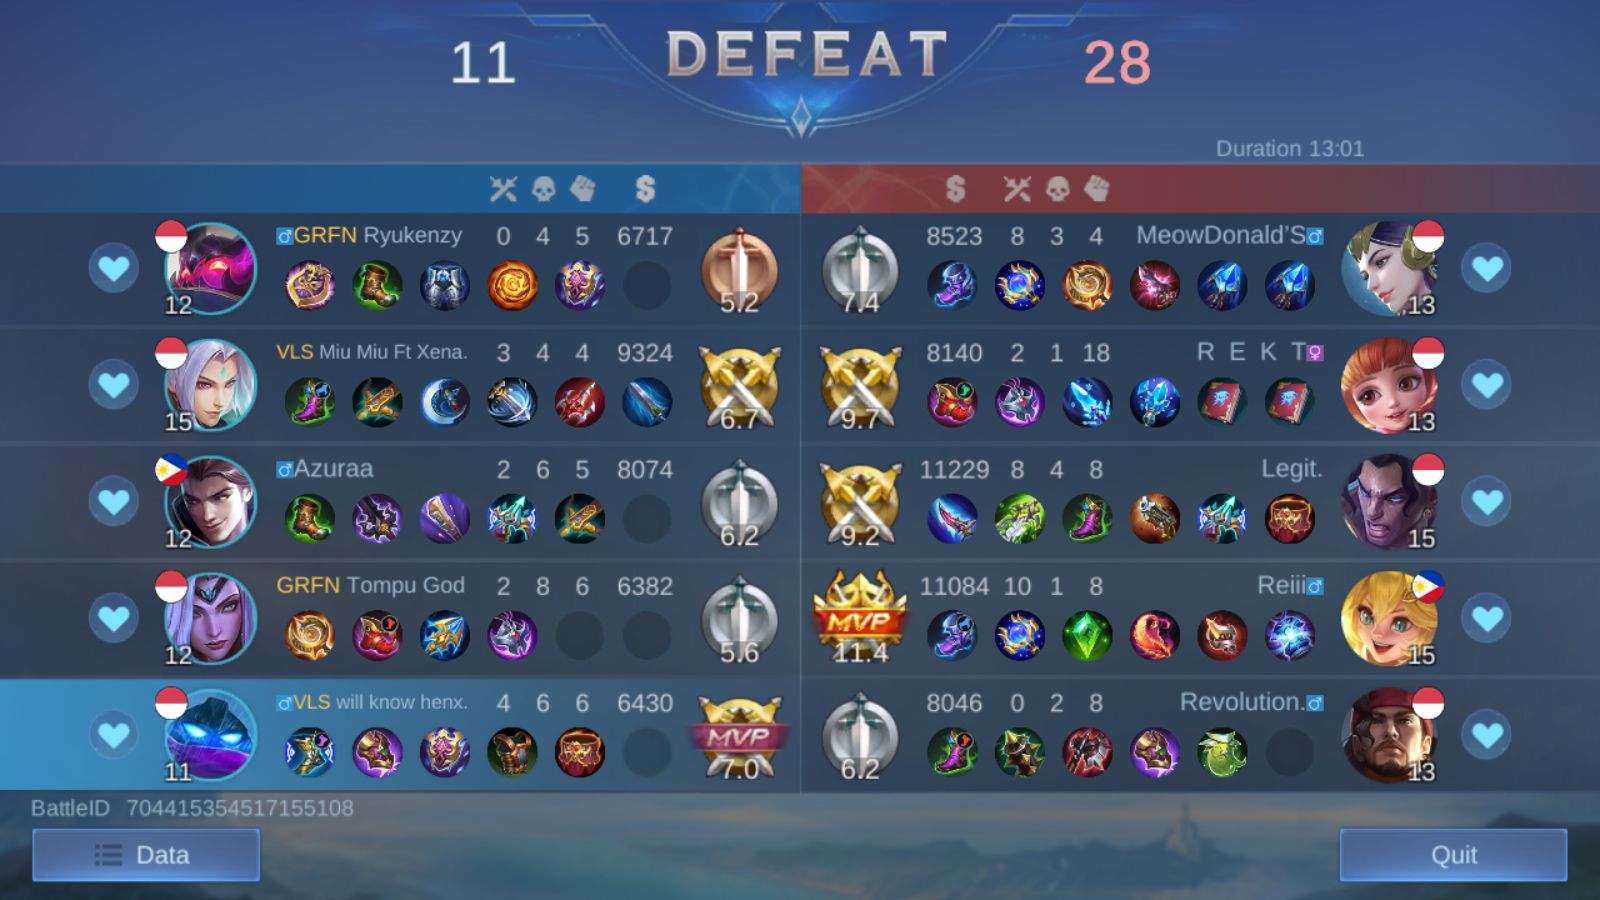 11 DEFEAT 28
Duration 13:01
GRFN Ryukenzy 0 4 5 6717
12 5.2
8523 8 3 4 MeowDonald'S
7.4 13
VLS Miu Miu Ft Xena. 3 4 4 9324
15 6.7
8140 2 1 18 R E K T
9.7 13
Azuraa 2 6 5 8074
12 6.2
11229 8 4 8 Legit.
9.2 15
GRFN Tompu God 2 8 6 6382
12 5.6
11084 10 1 8 Reiii
MVP
11.4 15
VLS will know henx. 4 6 6 6430
MVP
11 7.0
8046 0 2 8 Revolution.
6.2 13
BattleID 704415354517155108
Data
Quit